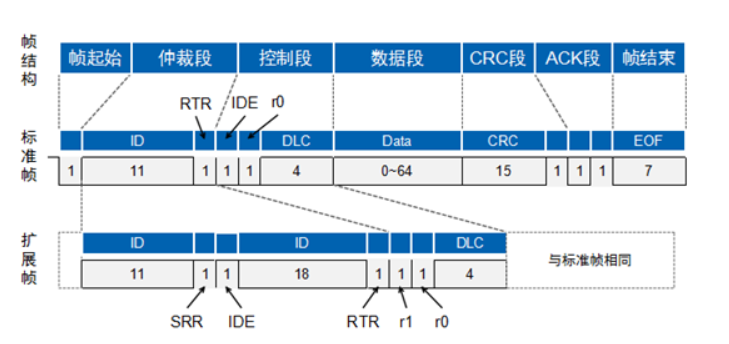 帧结构
帧起始 仲裁段 控制段 数据段 CRC段 ACK段 帧结束
RTR IDE r0
标准帧
ID DLC Data CRC EOF
1 11 1 1 1 4 0~64 15 1 1 1 7
扩展帧
ID ID DLC
11 1 1 18 1 1 1 4
与标准帧相同
SRR IDE RTR r1 r0